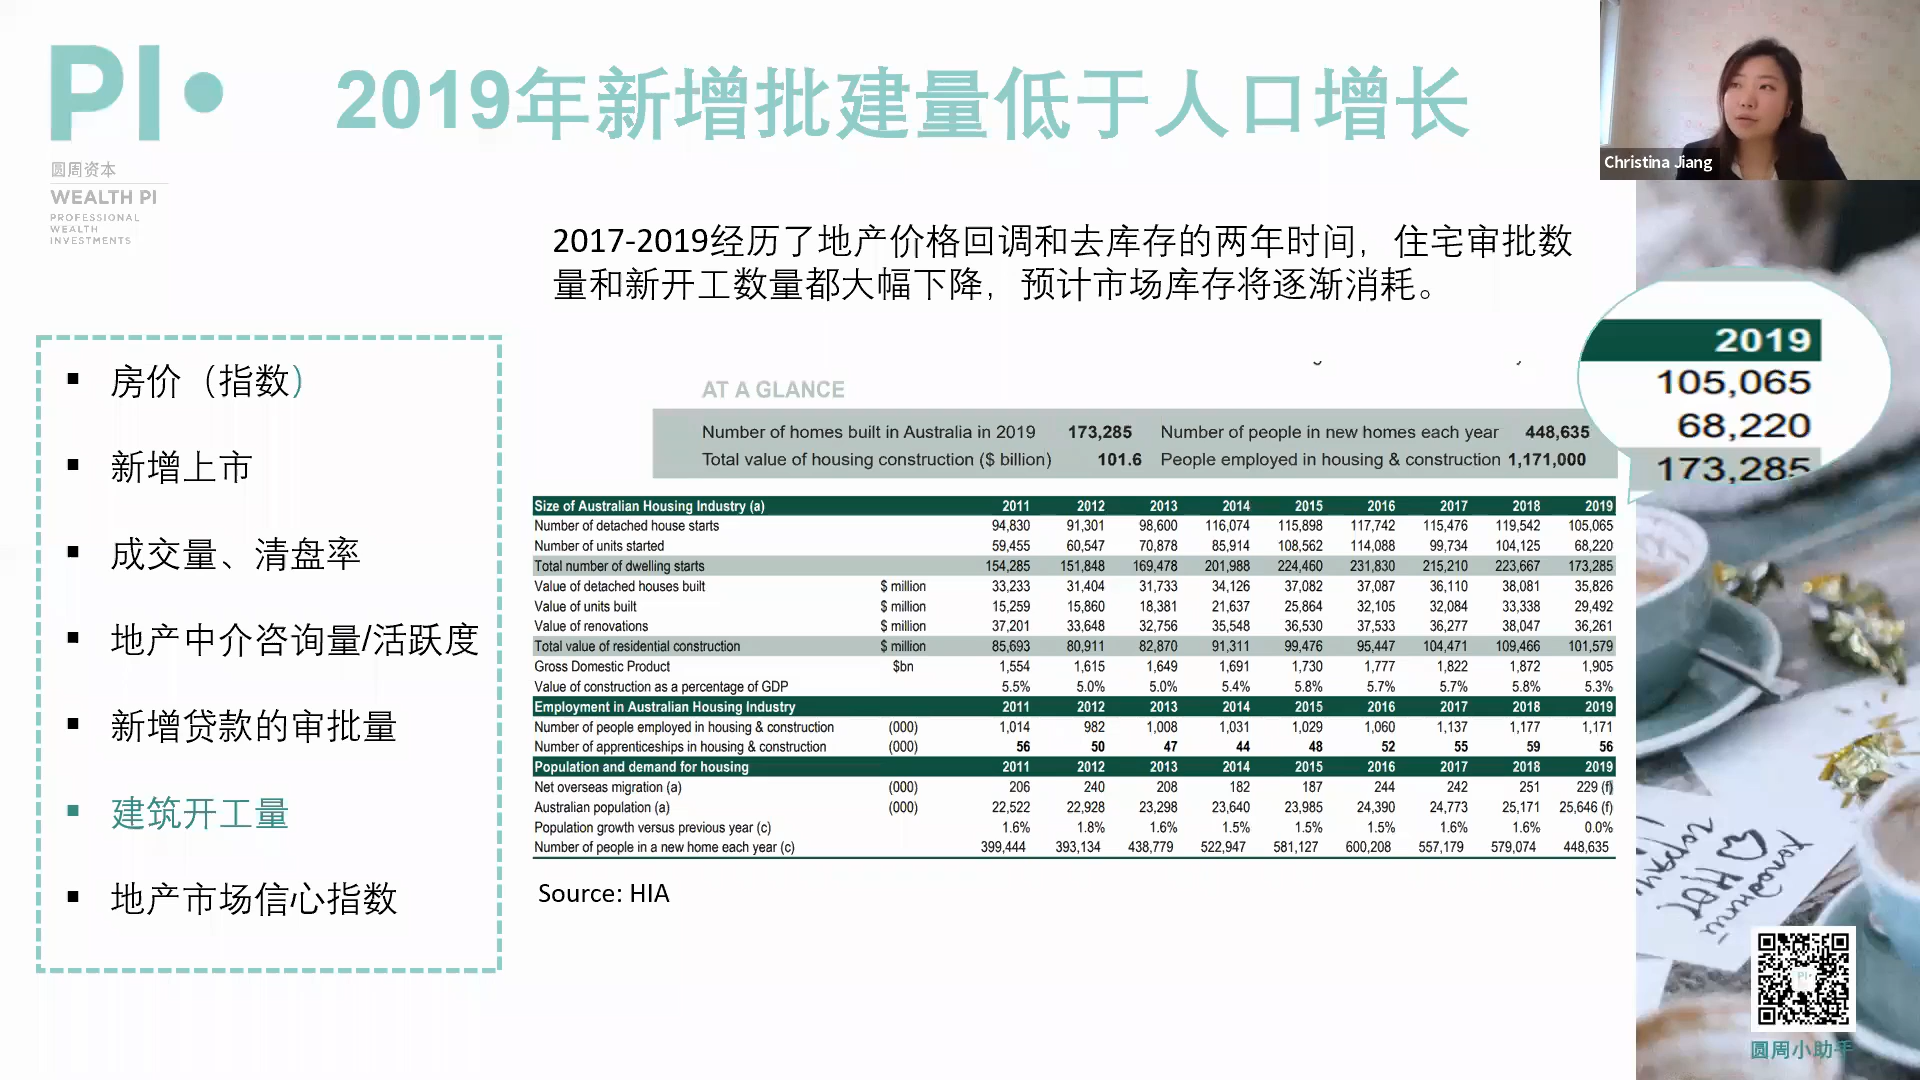 PI•
圆周资本
WEALTH PI
PROFESSIONAL
WEALTH
INVESTMENTS
2019年新增批建量低于人口增长
Christina Jiang
2017-2019经历了地产价格回调和去库存的两年时间，住宅审批数
量和新开工数量都大幅下降，预计市场库存将逐渐消耗。
▪ 房价（指数）
▪ 新增上市
▪ 成交量、清盘率
▪ 地产中介咨询量/活跃度
▪ 新增贷款的审批量
▪ 建筑开工量
▪ 地产市场信心指数
AT A GLANCE
Number of homes built in Australia in 2019 173,285 Number of people in new homes each year 448,635
Total value of housing construction ($ billion) 101.6 People employed in housing & construction 1,171,000
2019
105,065
68,220
173,285
Size of Australian Housing Industry (a) 2011 2012 2013 2014 2015 2016 2017 2018 2019
Number of detached house starts 94,830 91,301 98,600 116,074 115,898 117,742 115,476 119,542 105,065
Number of units started 59,455 60,547 70,878 85,914 108,562 114,088 99,734 104,125 68,220
Total number of dwelling starts 154,285 151,848 169,478 201,988 224,460 231,830 215,210 223,667 173,285
Value of detached houses built $ million 33,233 31,404 31,733 34,126 37,082 37,087 36,110 38,081 35,826
Value of units built $ million 15,259 15,860 18,381 21,637 25,864 32,105 32,084 33,338 29,492
Value of renovations $ million 37,201 33,648 32,756 35,548 36,530 37,533 36,277 38,047 36,261
Total value of residential construction $ million 85,693 80,911 82,870 91,311 99,476 95,447 104,471 109,466 101,579
Gross Domestic Product $bn 1,554 1,615 1,649 1,691 1,730 1,777 1,822 1,872 1,905
Value of construction as a percentage of GDP 5.5% 5.0% 5.0% 5.4% 5.8% 5.7% 5.7% 5.8% 5.3%
Employment in Australian Housing Industry 2011 2012 2013 2014 2015 2016 2017 2018 2019
Number of people employed in housing & construction (000) 1,014 982 1,008 1,031 1,029 1,060 1,137 1,177 1,171
Number of apprenticeships in housing & construction (000) 56 50 47 44 48 52 55 59 56
Population and demand for housing 2011 2012 2013 2014 2015 2016 2017 2018 2019
Net overseas migration (a) (000) 206 240 208 182 187 244 242 251 229 (f)
Australian population (a) (000) 22,522 22,928 23,298 23,640 23,985 24,390 24,773 25,171 25,646 (f)
Population growth versus previous year (c) 1.6% 1.8% 1.6% 1.5% 1.5% 1.5% 1.6% 1.6% 0.0%
Number of people in a new home each year (c) 399,444 393,134 438,779 522,947 581,127 600,208 557,179 579,074 448,635
Source: HIA
圆周小助手